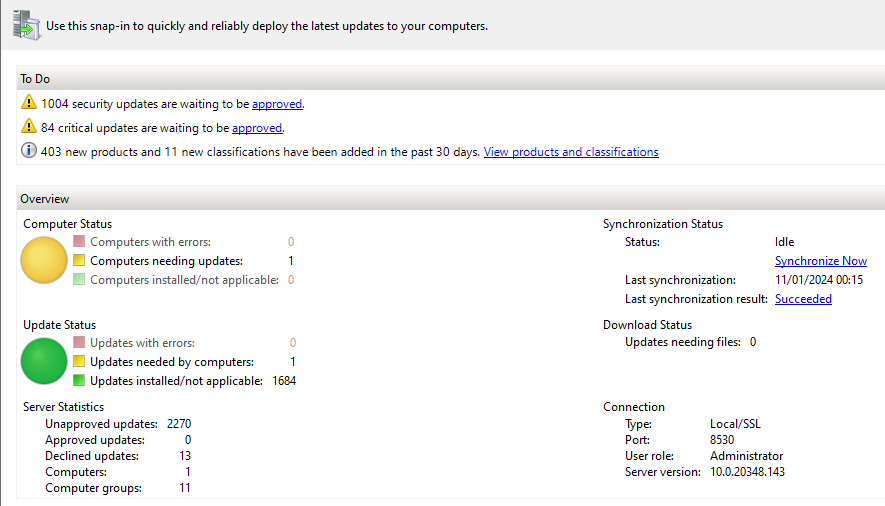 Use this snap-in to quickly and reliably deploy the latest updates to your computers.
To Do
1004 security updates are waiting to be approved.
84 critical updates are waiting to be approved.
403 new products and 11 new classifications have been added in the past 30 days. View products and classifications
Overview
Computer Status
Computers with errors: 0
Computers needing updates: 1
Computers installed/not applicable: 0
Synchronization Status
Status: Idle
Synchronize Now
Last synchronization: 11/01/2024 00:15
Last synchronization result: Succeeded
Update Status
Updates with errors: 0
Updates needed by computers: 1
Updates installed/not applicable: 1684
Download Status
Updates needing files: 0
Server Statistics
Unapproved updates: 2270
Approved updates: 0
Declined updates: 13
Computers: 1
Computer groups: 11
Connection
Type: Local/SSL
Port: 8530
User role: Administrator
Server version: 10.0.20348.143